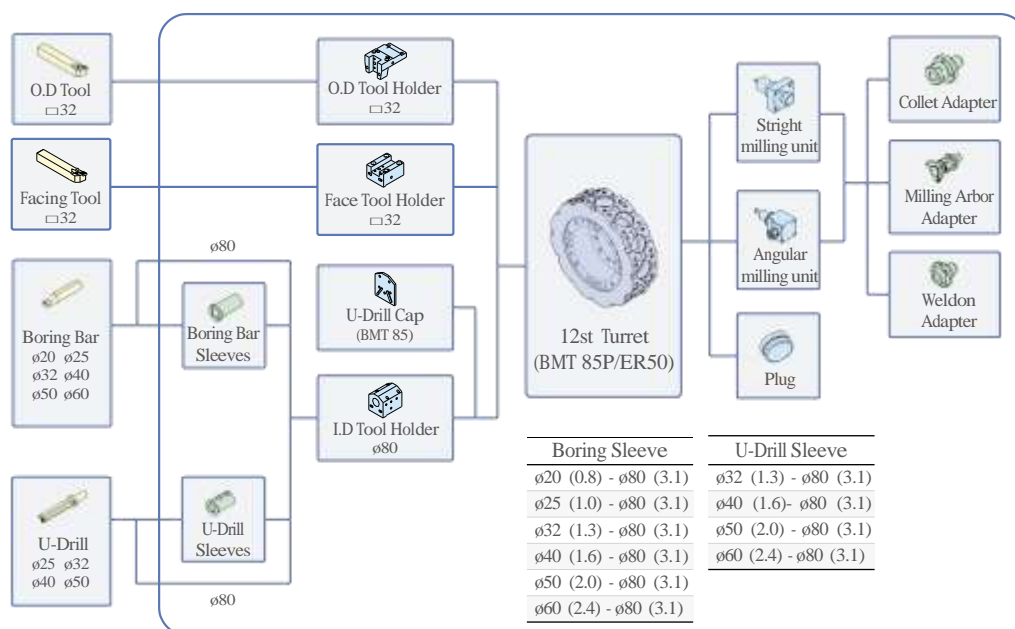 O.D Tool
□32
O.D Tool Holder
□32
Stright
milling unit
Collet Adapter
Facing Tool
□32
Face Tool Holder
□32
12st Turret
(BMT 85P/ER50)
Angular
milling unit
Milling Arbor
Adapter
ø80
Boring Bar
ø20 ø25
ø32 ø40
ø50 ø60
Boring Bar
Sleeves
U-Drill Cap
(BMT 85)
Plug
Weldon
Adapter
I.D Tool Holder
ø80
U-Drill
ø25 ø32
ø40 ø50
U-Drill
Sleeves
ø80
Boring Sleeve
ø20 (0.8) - ø80 (3.1)
ø25 (1.0) - ø80 (3.1)
ø32 (1.3) - ø80 (3.1)
ø40 (1.6) - ø80 (3.1)
ø50 (2.0) - ø80 (3.1)
ø60 (2.4) - ø80 (3.1)
U-Drill Sleeve
ø32 (1.3) - ø80 (3.1)
ø40 (1.6)- ø80 (3.1)
ø50 (2.0) - ø80 (3.1)
ø60 (2.4) - ø80 (3.1)